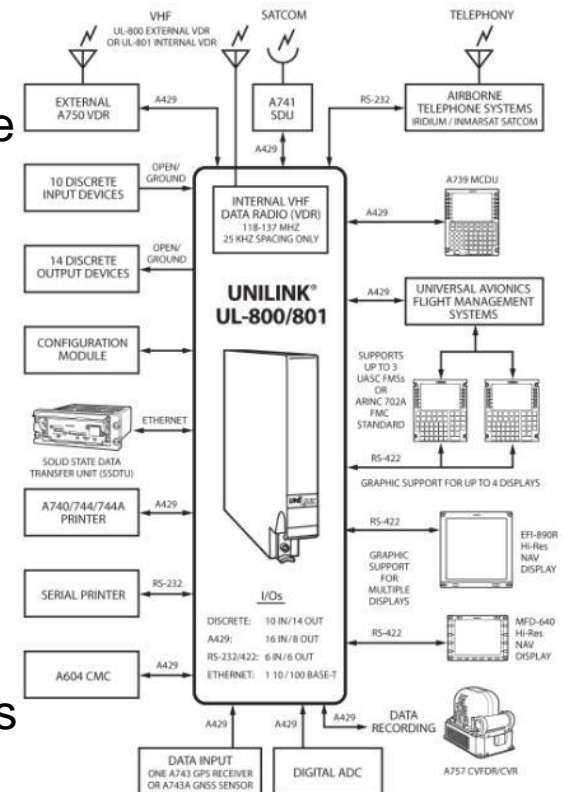 VHF
UL-800 EXTERNAL VDR
OR UL-801 INTERNAL VDR
SATCOM
TELEPHONY
EXTERNAL
A750 VDR
A429
A741
SDU
A429
RS-232
AIRBORNE
TELEPHONE SYSTEMS
IRIDIUM / INMARSAT SATCOM
e
10 DISCRETE
INPUT DEVICES
OPEN/
GROUND
INTERNAL VHF
DATA RADIO (VDR)
118-137 MHZ
25 KHZ SPACING ONLY
A739 MCDU
A429
14 DISCRETE
OUTPUT DEVICES
OPEN/
GROUND
UNILINK®
UL-800/801
A429
UNIVERSAL AVIONICS
FLIGHT MANAGEMENT
SYSTEMS
CONFIGURATION
MODULE
SUPPORTS
UP TO 3
UASC FMSs
OR
ARINC 702A
FMC
STANDARD
ETHERNET
SOLID STATE DATA
TRANSFER UNIT (SSDTU)
RS-422
GRAPHIC SUPPORT FOR UP TO 4 DISPLAYS
A740/744/744A
PRINTER
A429
RS-422
EFI-890R
Hi-Res
NAV
DISPLAY
GRAPHIC
SUPPORT
FOR
MULTIPLE
DISPLAYS
SERIAL PRINTER
RS-232
I/Os
DISCRETE: 10 IN/14 OUT
A429: 16 IN/8 OUT
RS-232/422: 6 IN/6 OUT
ETHERNET: 1 10/100 BASE-T
RS-422
MFD-640
Hi-Res
NAV
DISPLAY
A604 CMC
A429
s
A429
A429
A429
DATA
RECORDING
DATA INPUT
ONE A743 GPS RECEIVER
OR A743A GNSS SENSOR
DIGITAL ADC
A757 CVFDR/CVR